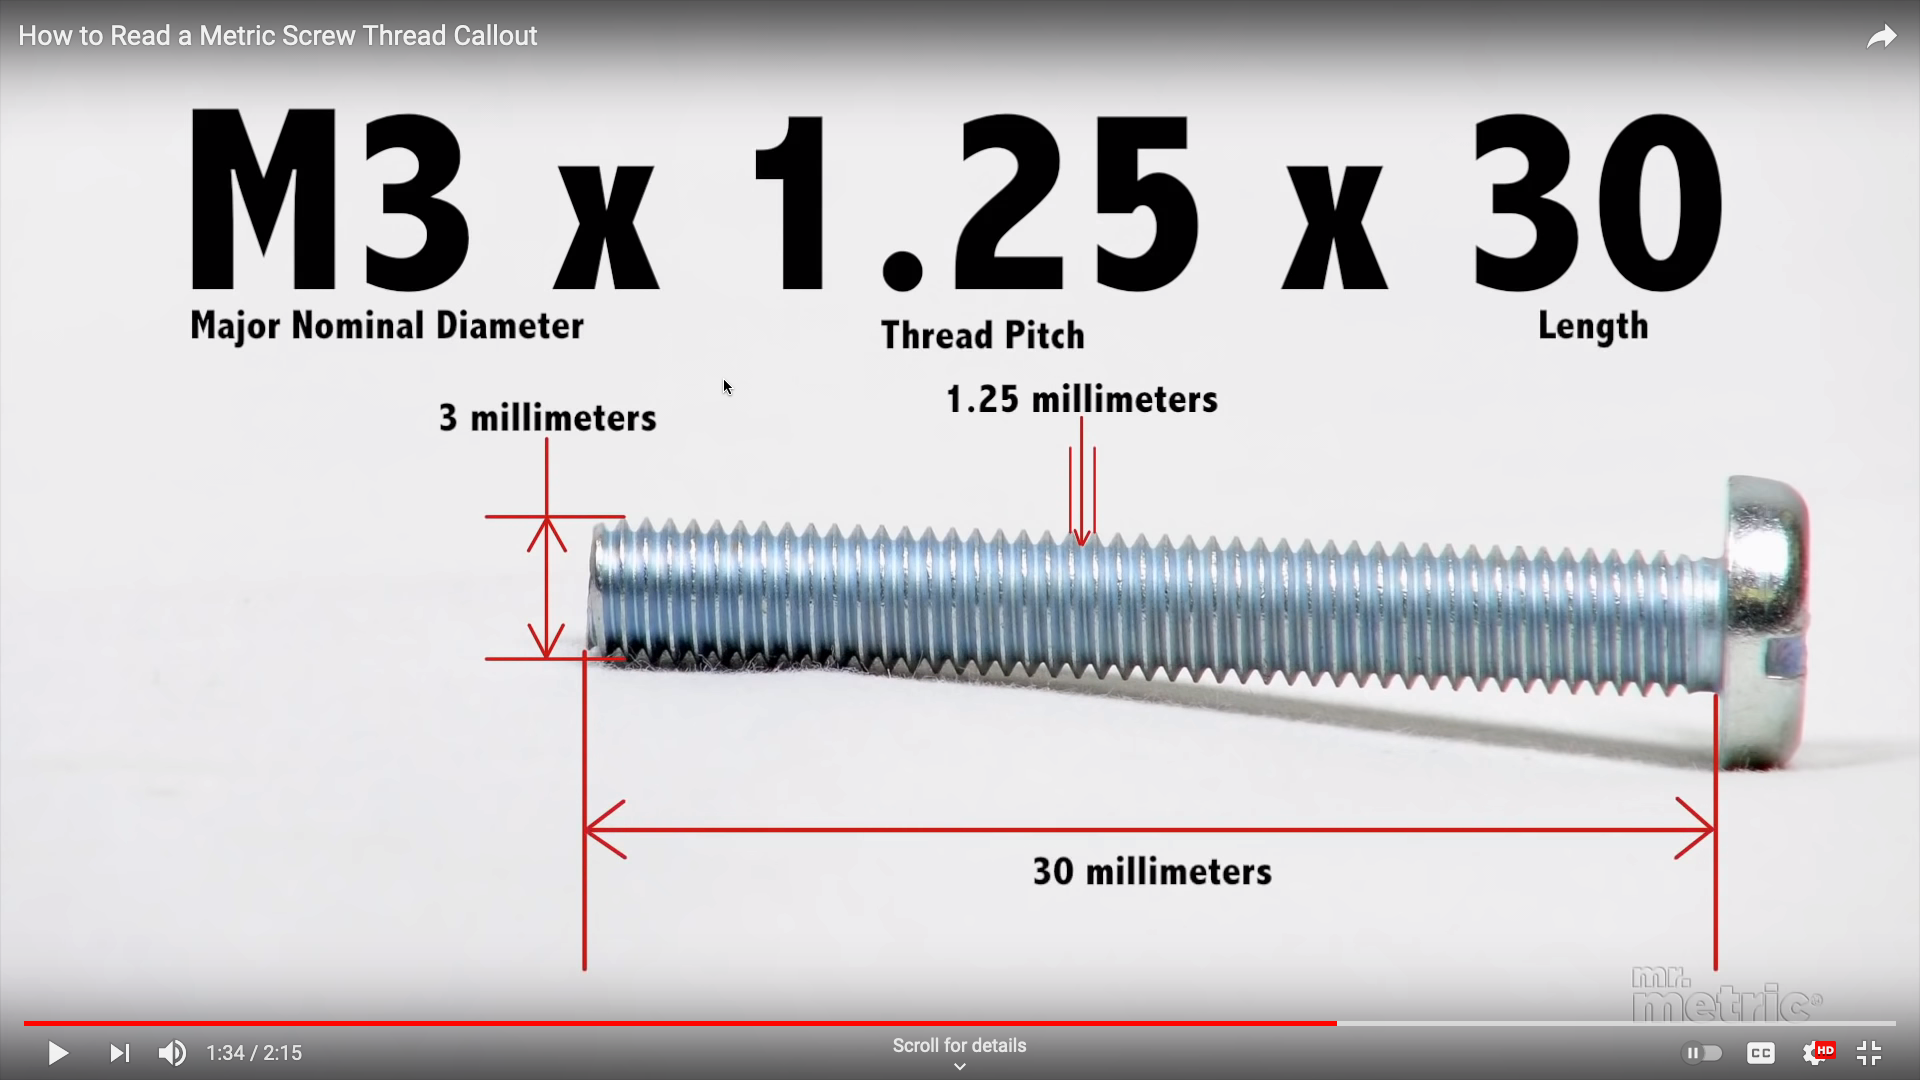 How to Read a Metric Screw Thread Callout
M3 x 1.25 x 30
Major Nominal Diameter
Thread Pitch
Length
3 millimeters
1.25 millimeters
30 millimeters
mr.
metric®
1:34 / 2:15
Scroll for details
CC
HD